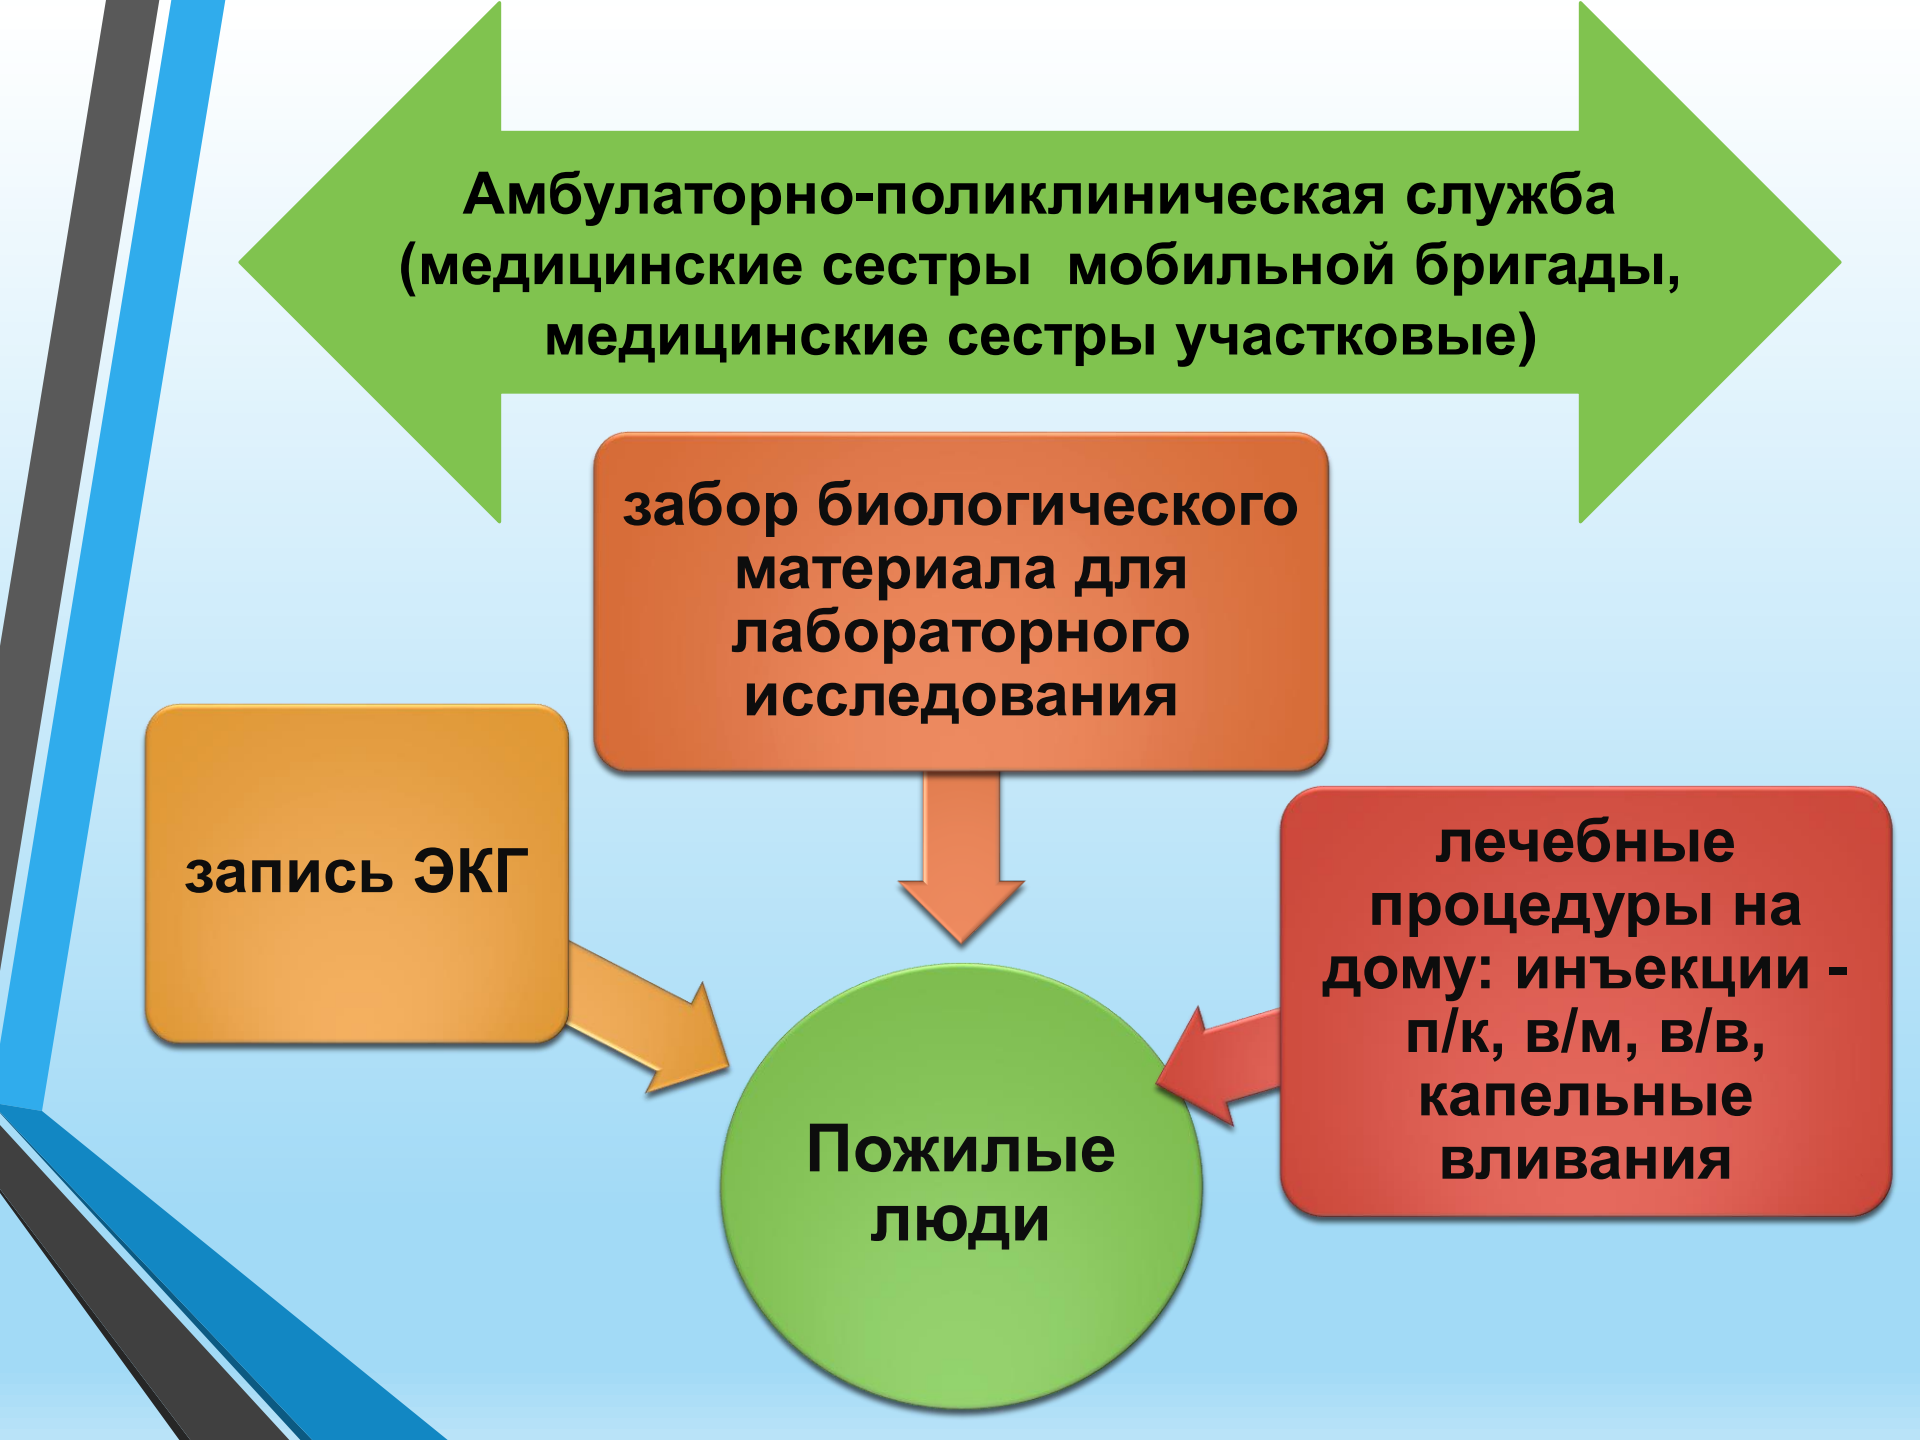 Амбулаторно-поликлиническая служба
(медицинские сестры  мобильной бригады,
медицинские сестры участковые)
забор биологического
материала для
лабораторного
исследования
запись ЭКГ
лечебные
процедуры на
дому: инъекции -
п/к, в/м, в/в,
капельные
вливания
Пожилые
люди